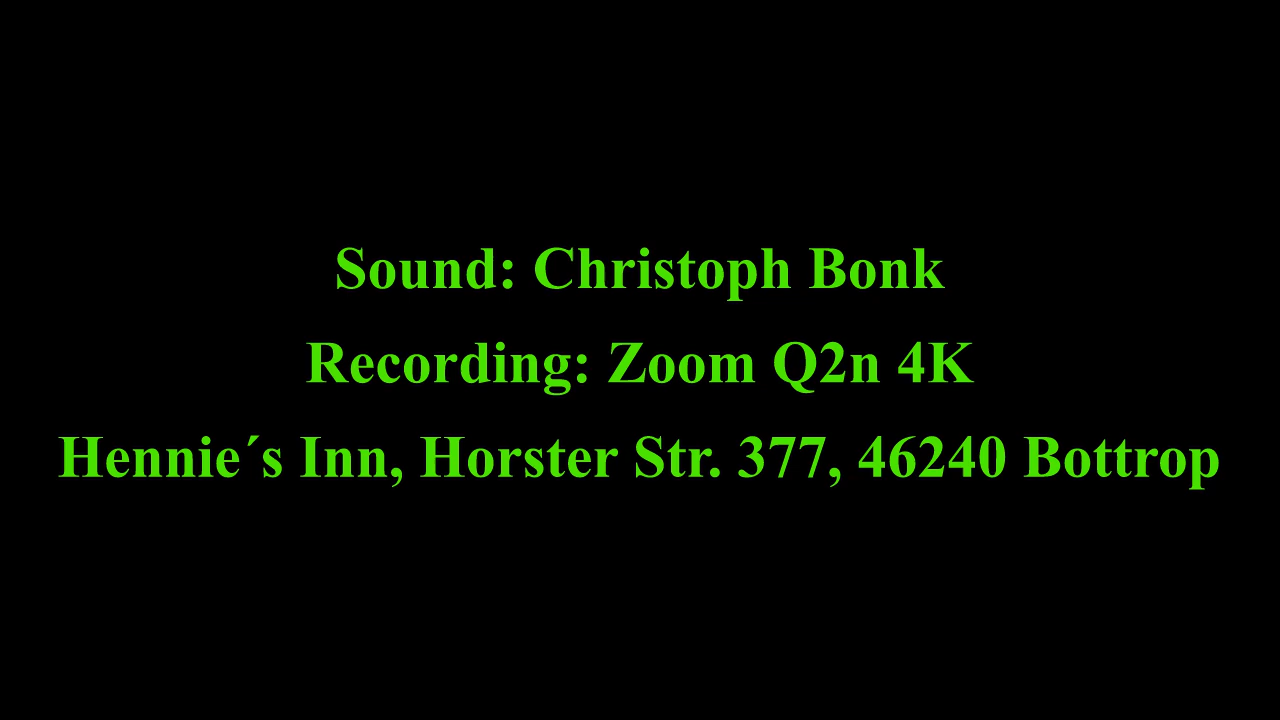 Sound: Christoph Bonk
Recording: Zoom Q2n 4K
Hennie´s Inn, Horster Str. 377, 46240 Bottrop